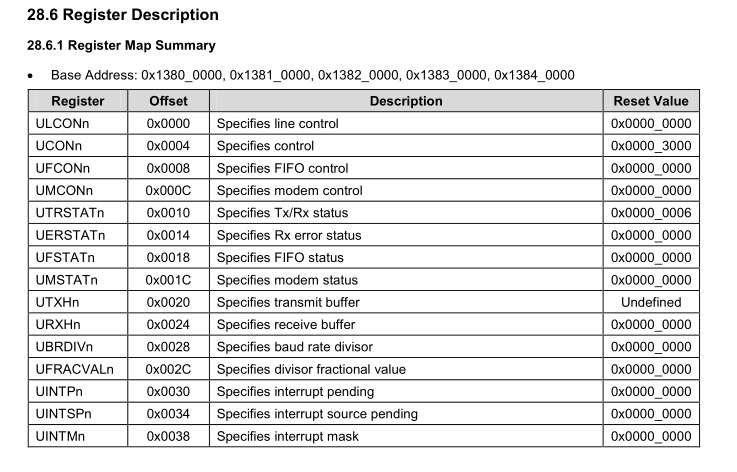 28.6 Register Description
28.6.1 Register Map Summary
• Base Address: 0x1380_0000, 0x1381_0000, 0x1382_0000, 0x1383_0000, 0x1384_0000
Register Offset Description Reset Value
ULCONn 0x0000 Specifies line control 0x0000_0000
UCONn 0x0004 Specifies control 0x0000_3000
UFCONn 0x0008 Specifies FIFO control 0x0000_0000
UMCONn 0x000C Specifies modem control 0x0000_0000
UTRSTATn 0x0010 Specifies Tx/Rx status 0x0000_0006
UERSTATn 0x0014 Specifies Rx error status 0x0000_0000
UFSTATn 0x0018 Specifies FIFO status 0x0000_0000
UMSTATn 0x001C Specifies modem status 0x0000_0000
UTXHn 0x0020 Specifies transmit buffer Undefined
URXHn 0x0024 Specifies receive buffer 0x0000_0000
UBRDIVn 0x0028 Specifies baud rate divisor 0x0000_0000
UFRACVALn 0x002C Specifies divisor fractional value 0x0000_0000
UINTPn 0x0030 Specifies interrupt pending 0x0000_0000
UINTSPn 0x0034 Specifies interrupt source pending 0x0000_0000
UINTMn 0x0038 Specifies interrupt mask 0x0000_0000